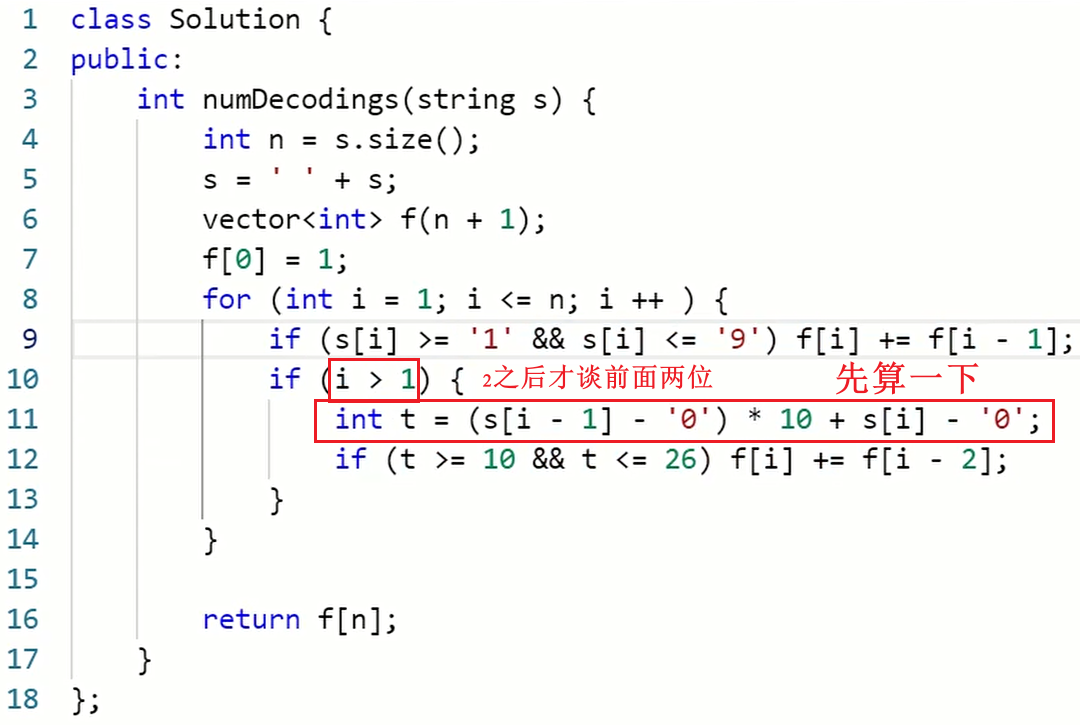 1 class Solution {
2 public:
3 int numDecodings(string s) {
4 int n = s.size();
5 s = ' ' + s;
6 vector<int> f(n + 1);
7 f[0] = 1;
8 for (int i = 1; i <= n; i ++ ) {
9 if (s[i] >= '1' && s[i] <= '9') f[i] += f[i - 1];
10 if (i > 1) { 2之后才谈前面两位 先算一下
11 int t = (s[i - 1] - '0') * 10 + s[i] - '0';
12 if (t >= 10 && t <= 26) f[i] += f[i - 2];
13 }
14 }
15
16 return f[n];
17 }
18 };